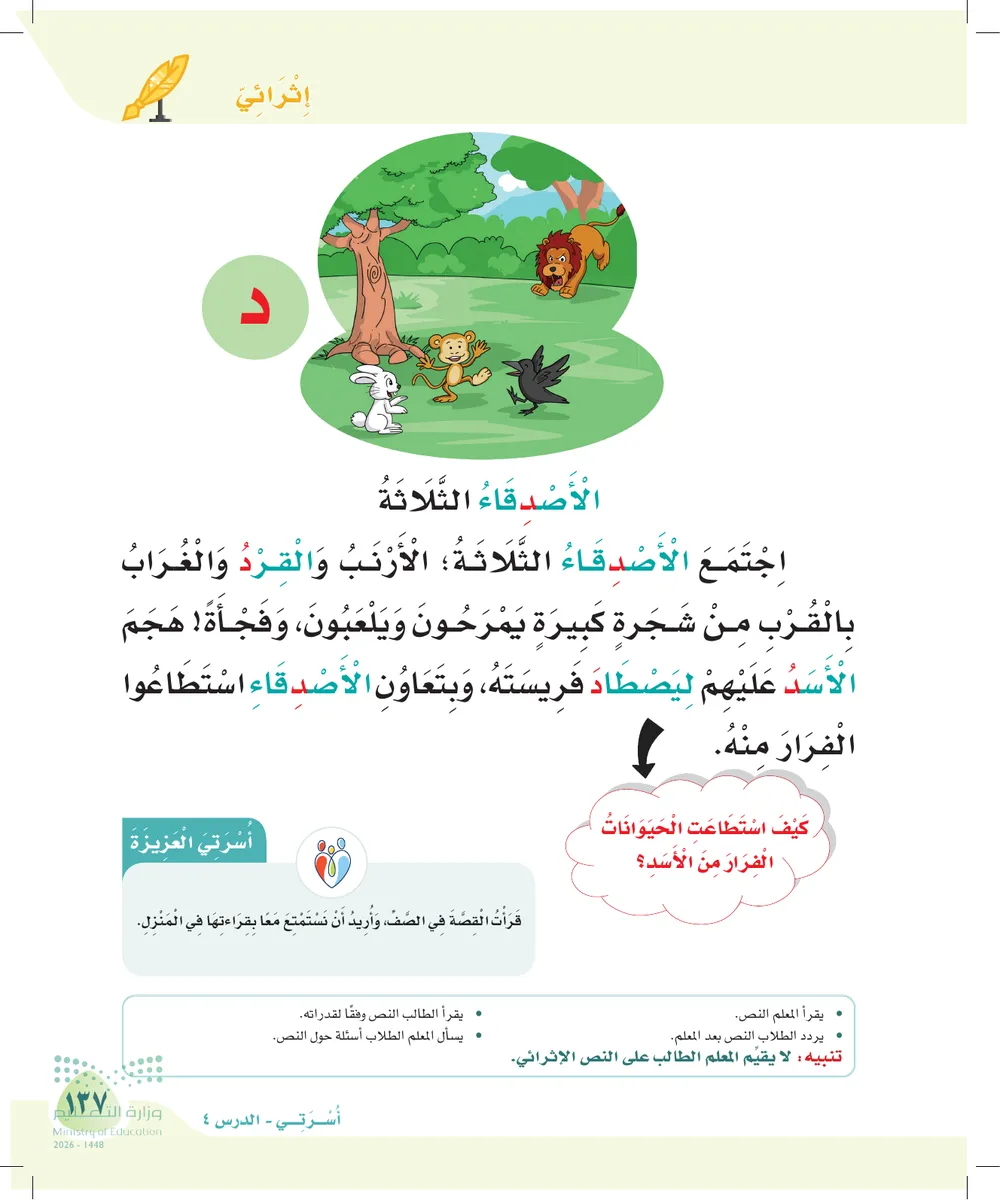 إِثْرَائِيّ
د
الْأَصْدِقَاءُ الثَّلَاثَةُ
اِجْتَمَعَ الْأَصْدِقَاءُ الثَّلَاثَةُ؛ الْأَرْنَبُ وَالْقِرْدُ وَالْغُرَابُ
بِالْقُرْبِ مِنْ شَجَرةٍ كَبِيرَةٍ يَمْرَحُونَ وَيَلْعَبُونَ، وَفَجْأَةً! هَجَمَ
الْأَسَدُ عَلَيْهِمْ لِيَصْطَادَ فَرِيسَتَهُ، وَبِتَعَاوُنِ الْأَصْدِقَاءِ اسْتَطَاعُوا
الْفِرَارَ مِنْهُ.
كَيْفَ اسْتَطَاعَتِ الْحَيَوَانَاتُ
الْفِرَارَ مِنَ الْأَسَدِ؟
أُسْرَتِيَ الْعَزِيزَةَ
قَرَأْتُ الْقِصَّةَ فِي الصَّفِّ، وَأُرِيدُ أَنْ نَسْتَمْتِعَ مَعًا بِقِرَاءتِهَا فِي الْمَنْزِلِ.
• يقرأ المعلم النص.
• يردد الطلاب النص بعد المعلم.
• يقرأ الطالب النص وفقًا لقدراته.
• يسأل المعلم الطلاب أسئلة حول النص.
تنبيه: لا يقيِّم المعلم الطالب على النص الإثرائي.
أُسْرَتِي - الدرس ٤
١٣٧
وزارة التعليم
Ministry of Education
2026 - 1448